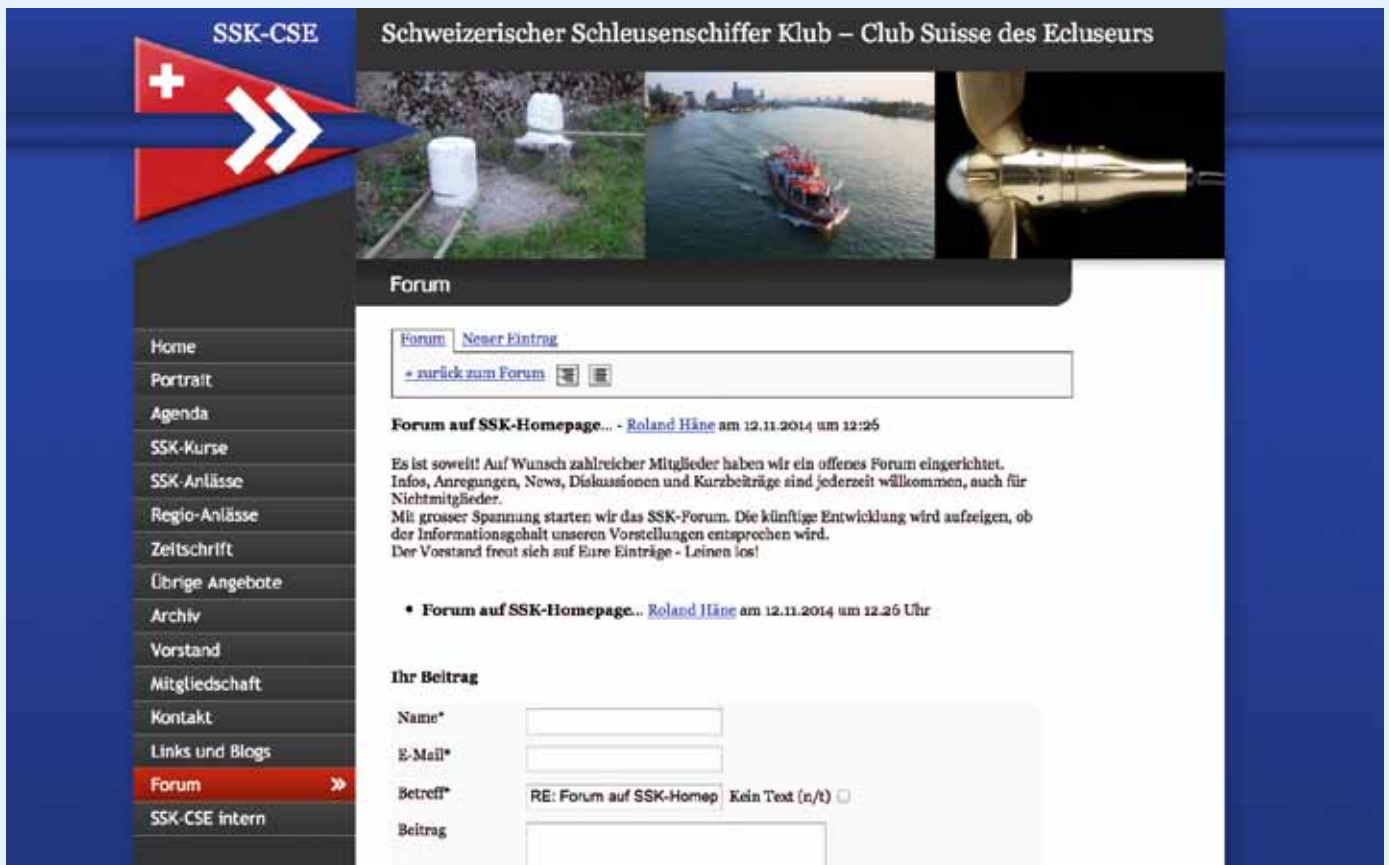 SSK-CSE
Schweizerischer Schleusenschiffer Klub – Club Suisse des Ecluseurs
Forum
Home
Portrait
Agenda
SSK-Kurse
SSK-Anlässe
Regio-Anlässe
Zeitschrift
Übrige Angebote
Archiv
Vorstand
Mitgliedschaft
Kontakt
Links und Blogs
Forum
SSK-CSE intern
Forum Neuer Eintrag
« zurück zum Forum
Forum auf SSK-Homepage... - Roland Häne am 12.11.2014 um 12:26
Es ist soweit! Auf Wunsch zahlreicher Mitglieder haben wir ein offenes Forum eingerichtet.
Infos, Anregungen, News, Diskussionen und Kurzbeiträge sind jederzeit willkommen, auch für
Nichtmitglieder.
Mit grosser Spannung starten wir das SSK-Forum. Die künftige Entwicklung wird aufzeigen, ob
der Informationsgehalt unseren Vorstellungen entsprechen wird.
Der Vorstand freut sich auf Eure Einträge - Leinen los!
• Forum auf SSK-Homepage... Roland Häne am 12.11.2014 um 12.26 Uhr
Ihr Beitrag
Name*
E-Mail*
Betreff* RE: Forum auf SSK-Homep Kein Text (n/t)
Beitrag